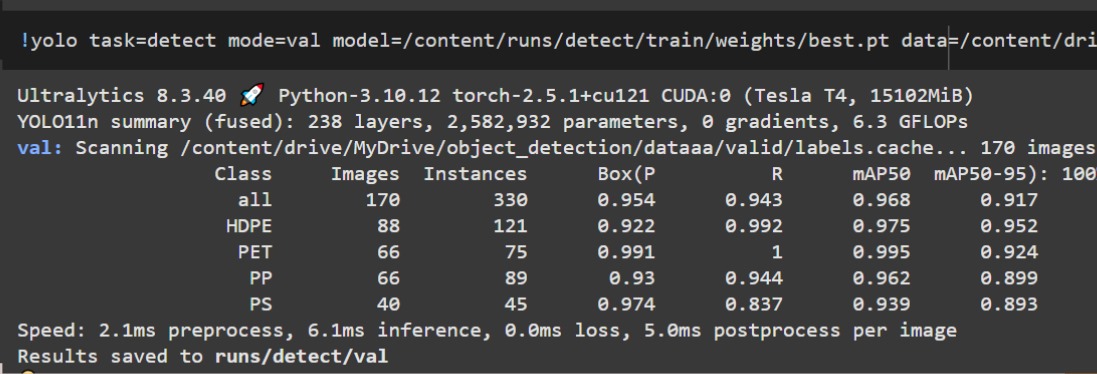 !yolo task=detect mode=val model=/content/runs/detect/train/weights/best.pt data=/content/dri
Ultralytics 8.3.40 🚀 Python-3.10.12 torch-2.5.1+cu121 CUDA:0 (Tesla T4, 15102MiB)
YOLO11n summary (fused): 238 layers, 2,582,932 parameters, 0 gradients, 6.3 GFLOPs
val: Scanning /content/drive/MyDrive/object_detection/dataaa/valid/labels.cache... 170 images
Class Images Instances Box(P R mAP50 mAP50-95): 100
all 170 330 0.954 0.943 0.968 0.917
HDPE 88 121 0.922 0.992 0.975 0.952
PET 66 75 0.991 1 0.995 0.924
PP 66 89 0.93 0.944 0.962 0.899
PS 40 45 0.974 0.837 0.939 0.893
Speed: 2.1ms preprocess, 6.1ms inference, 0.0ms loss, 5.0ms postprocess per image
Results saved to runs/detect/val